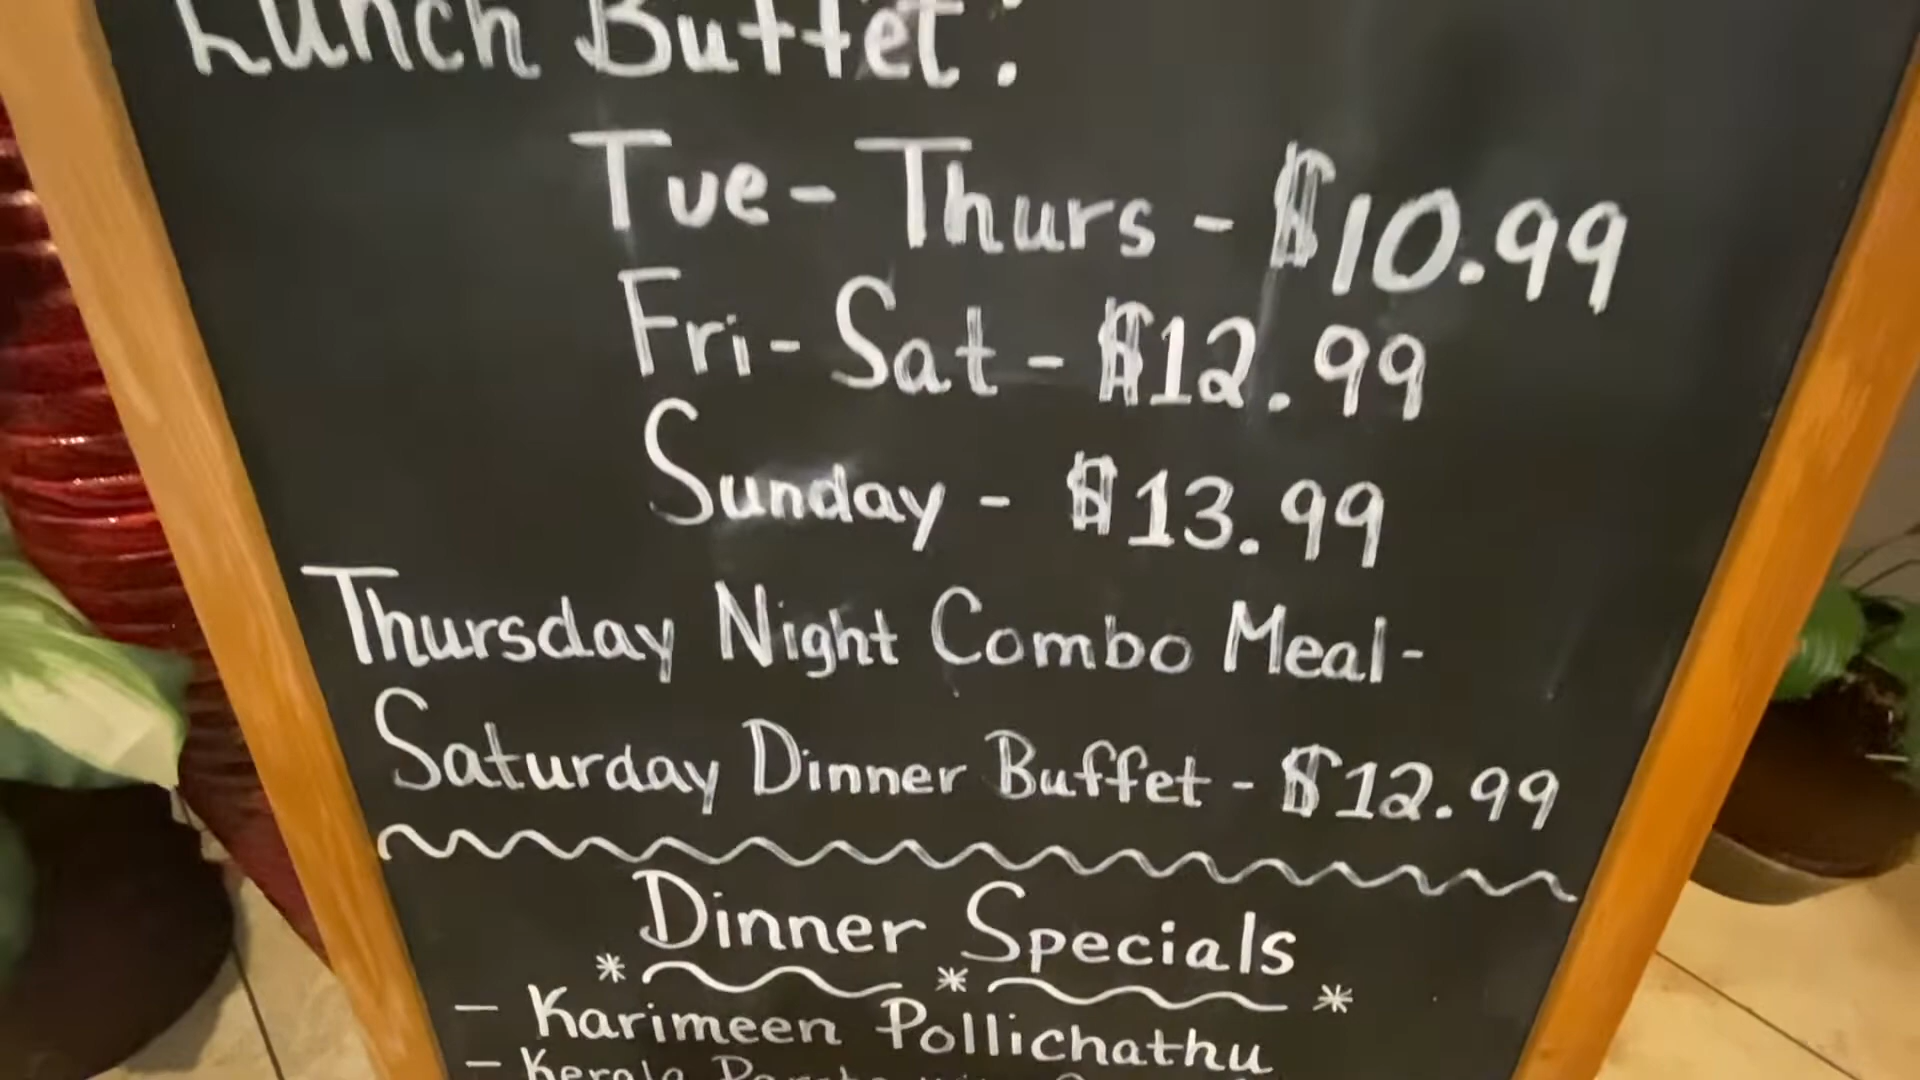 Lunch Buffet:
Tue - Thurs - $10.99
Fri - Sat - $12.99
Sunday - $13.99
Thursday Night Combo Meal -
Saturday Dinner Buffet - $12.99
Dinner Specials
* * *
- Karimeen Pollichathu
- Kerala